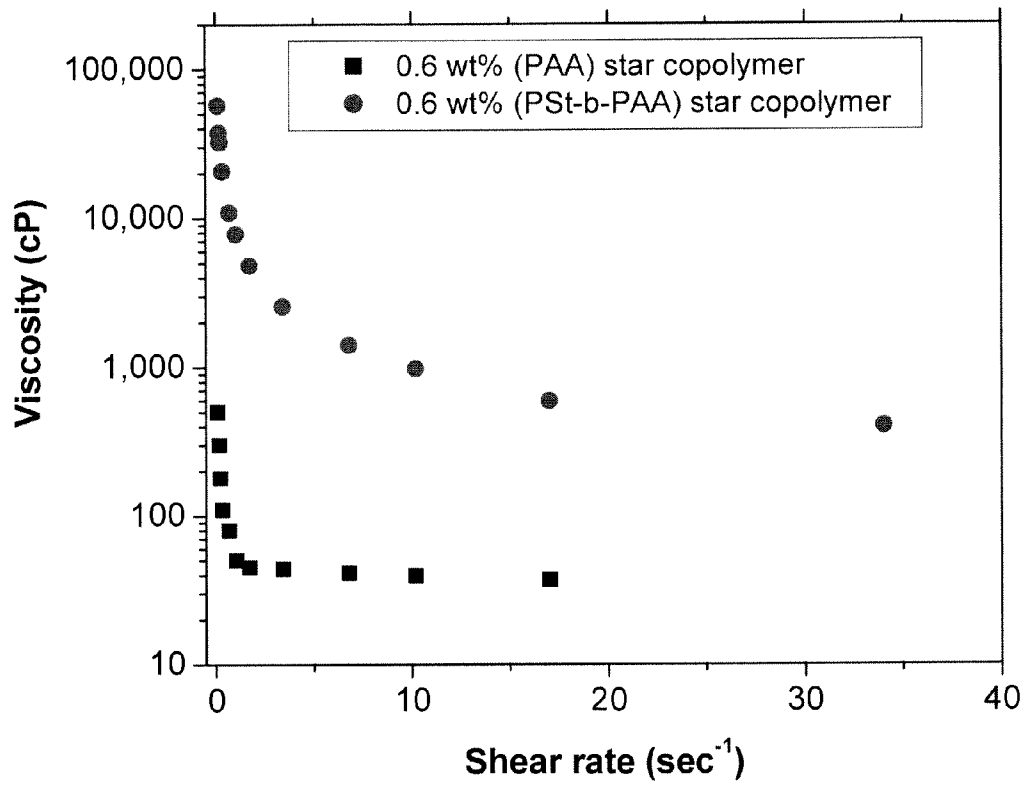 100,000
10,000
1,000
100
10
Viscosity (cP)
0.6 wt% (PAA) star copolymer
0.6 wt% (PSt-b-PAA) star copolymer
0 10 20 30 40
Shear rate (sec⁻¹)